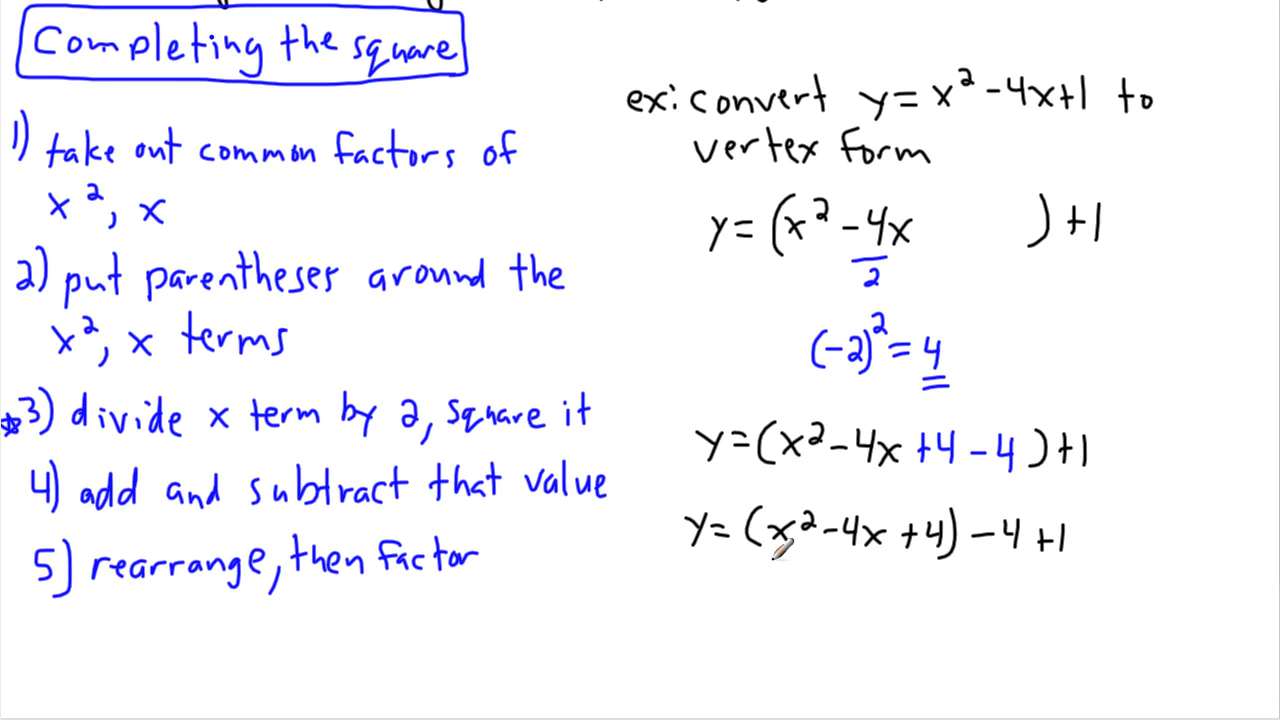 Completing the square
1) take out common factors of
x², x
2) put parentheses around the
x², x terms
*3) divide x term by 2, square it
4) add and subtract that value
5) rearrange, then factor
ex: convert y = x² - 4x + 1 to
vertex form
y = (x² - 4x ) + 1
2
(-2)² = 4
y = (x² - 4x + 4 - 4 ) + 1
y = (x² - 4x + 4) - 4 + 1